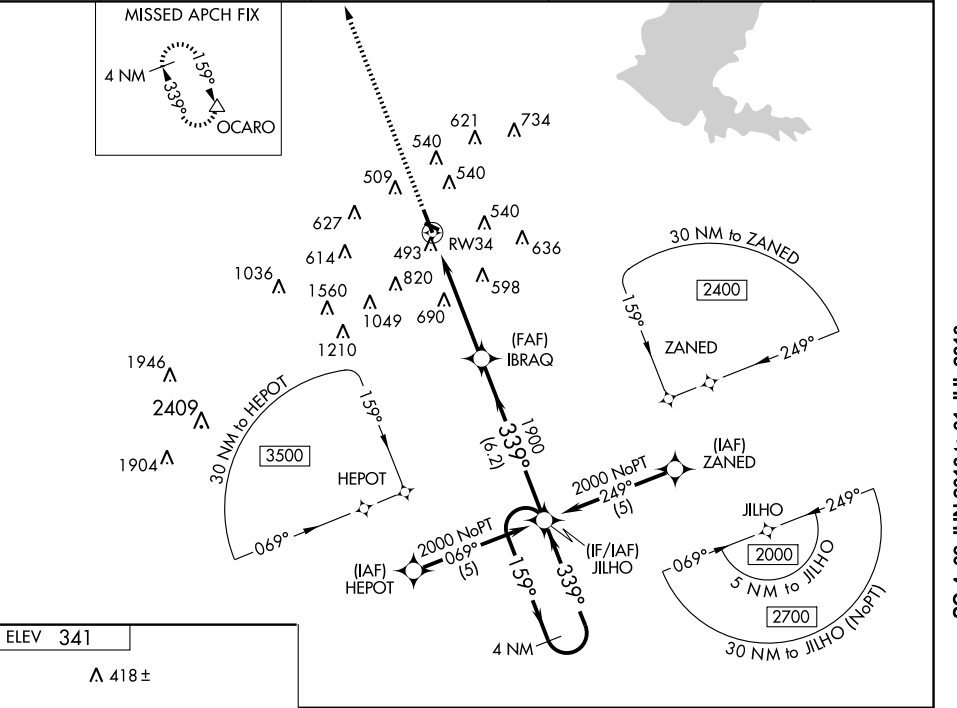 MISSED APCH FIX
4 NM
159°
339°
OCARO
621
734
540
509
540
627
540
RW34
614
493
636
1036
820
598
1560
1049
690
1210
(FAF)
IBRAQ
30 NM to ZANED
2400
159°
ZANED
249°
1946
2409
1904
30 NM to HEPOT
159°
3500
HEPOT
069°
1900
339°
(6.2)
(IAF)
ZANED
2000 NoPT
249°
(5)
2000 NoPT
069°
(5)
(IAF)
HEPOT
(IF/IAF)
JILHO
159°
339°
4 NM
JILHO
249°
069°
2000
5 NM to JILHO
2700
30 NM to JILHO (NoPT)
ELEV 341
418 ±